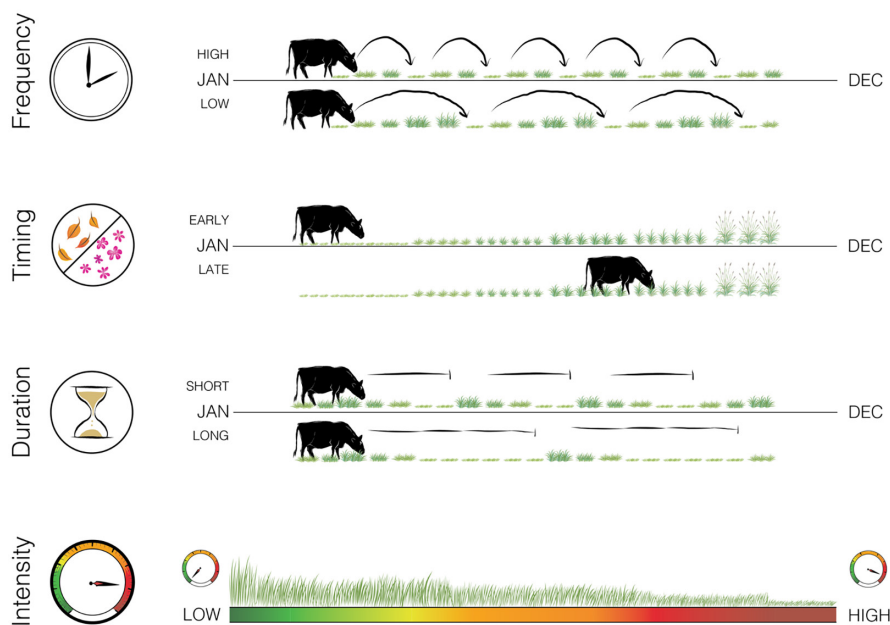 Frequency
HIGH
JAN
DEC
LOW
Timing
EARLY
JAN
DEC
LATE
Duration
SHORT
JAN
DEC
LONG
Intensity
LOW
HIGH